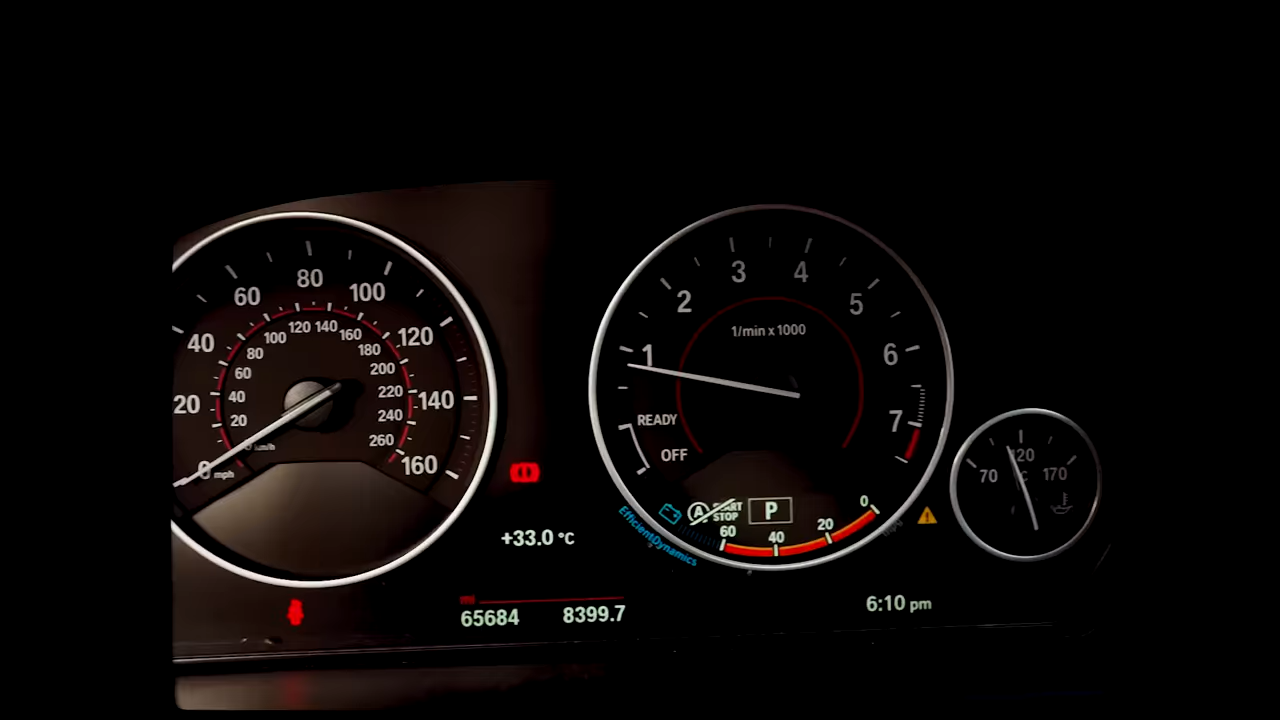 80
60 100
120 140
100 160
40 120
80 180
60 200
20 40 220 140
20 240
0 km/h 260
0 mph 160
3 4
2 5
1/min x 1000
1 6
READY 7
OFF
120
70 °C 170
A START STOP P
60 40 20 0
EfficientDynamics
+33.0 °C
mi
65684 8399.7
6:10 pm